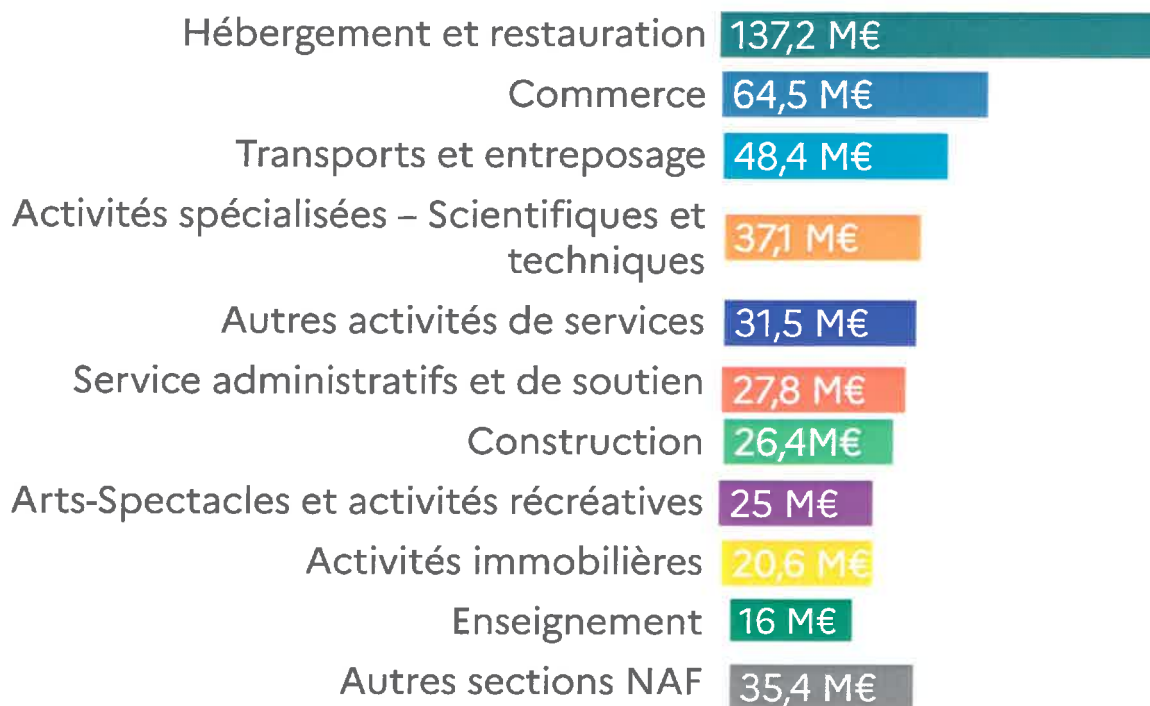 Hébergement et restauration 137,2 M€
Commerce 64,5 M€
Transports et entreposage 48,4 M€
Activités spécialisées – Scientifiques et
techniques 37,1 M€
Autres activités de services 31,5 M€
Service administratifs et de soutien 27,8 M€
Construction 26,4M€
Arts-Spectacles et activités récréatives 25 M€
Activités immobilières 20,6 M€
Enseignement 16 M€
Autres sections NAF 35,4 M€